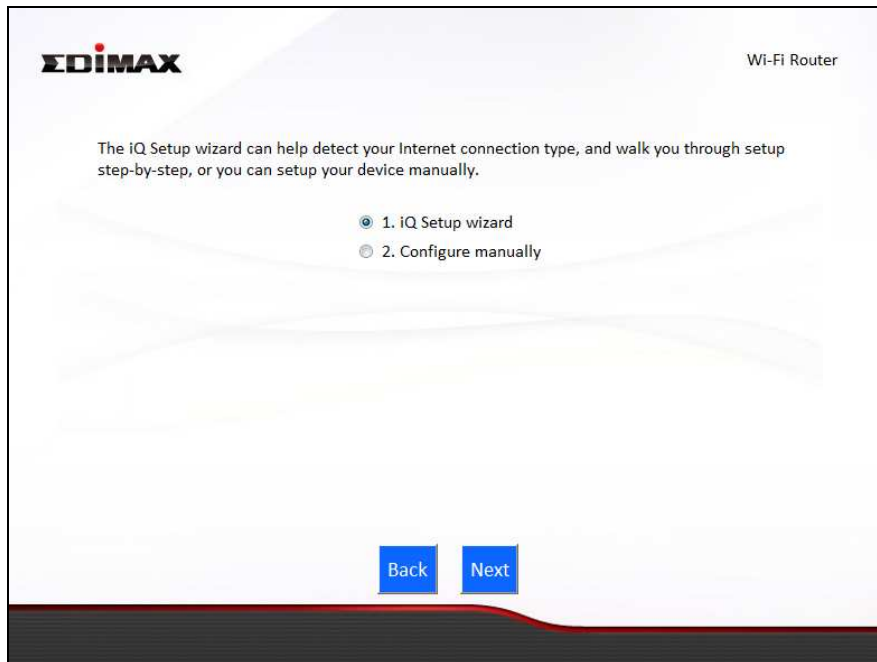 EDIMAX
Wi-Fi Router
The iQ Setup wizard can help detect your Internet connection type, and walk you through setup
step-by-step, or you can setup your device manually.
1. iQ Setup wizard
2. Configure manually
Back Next